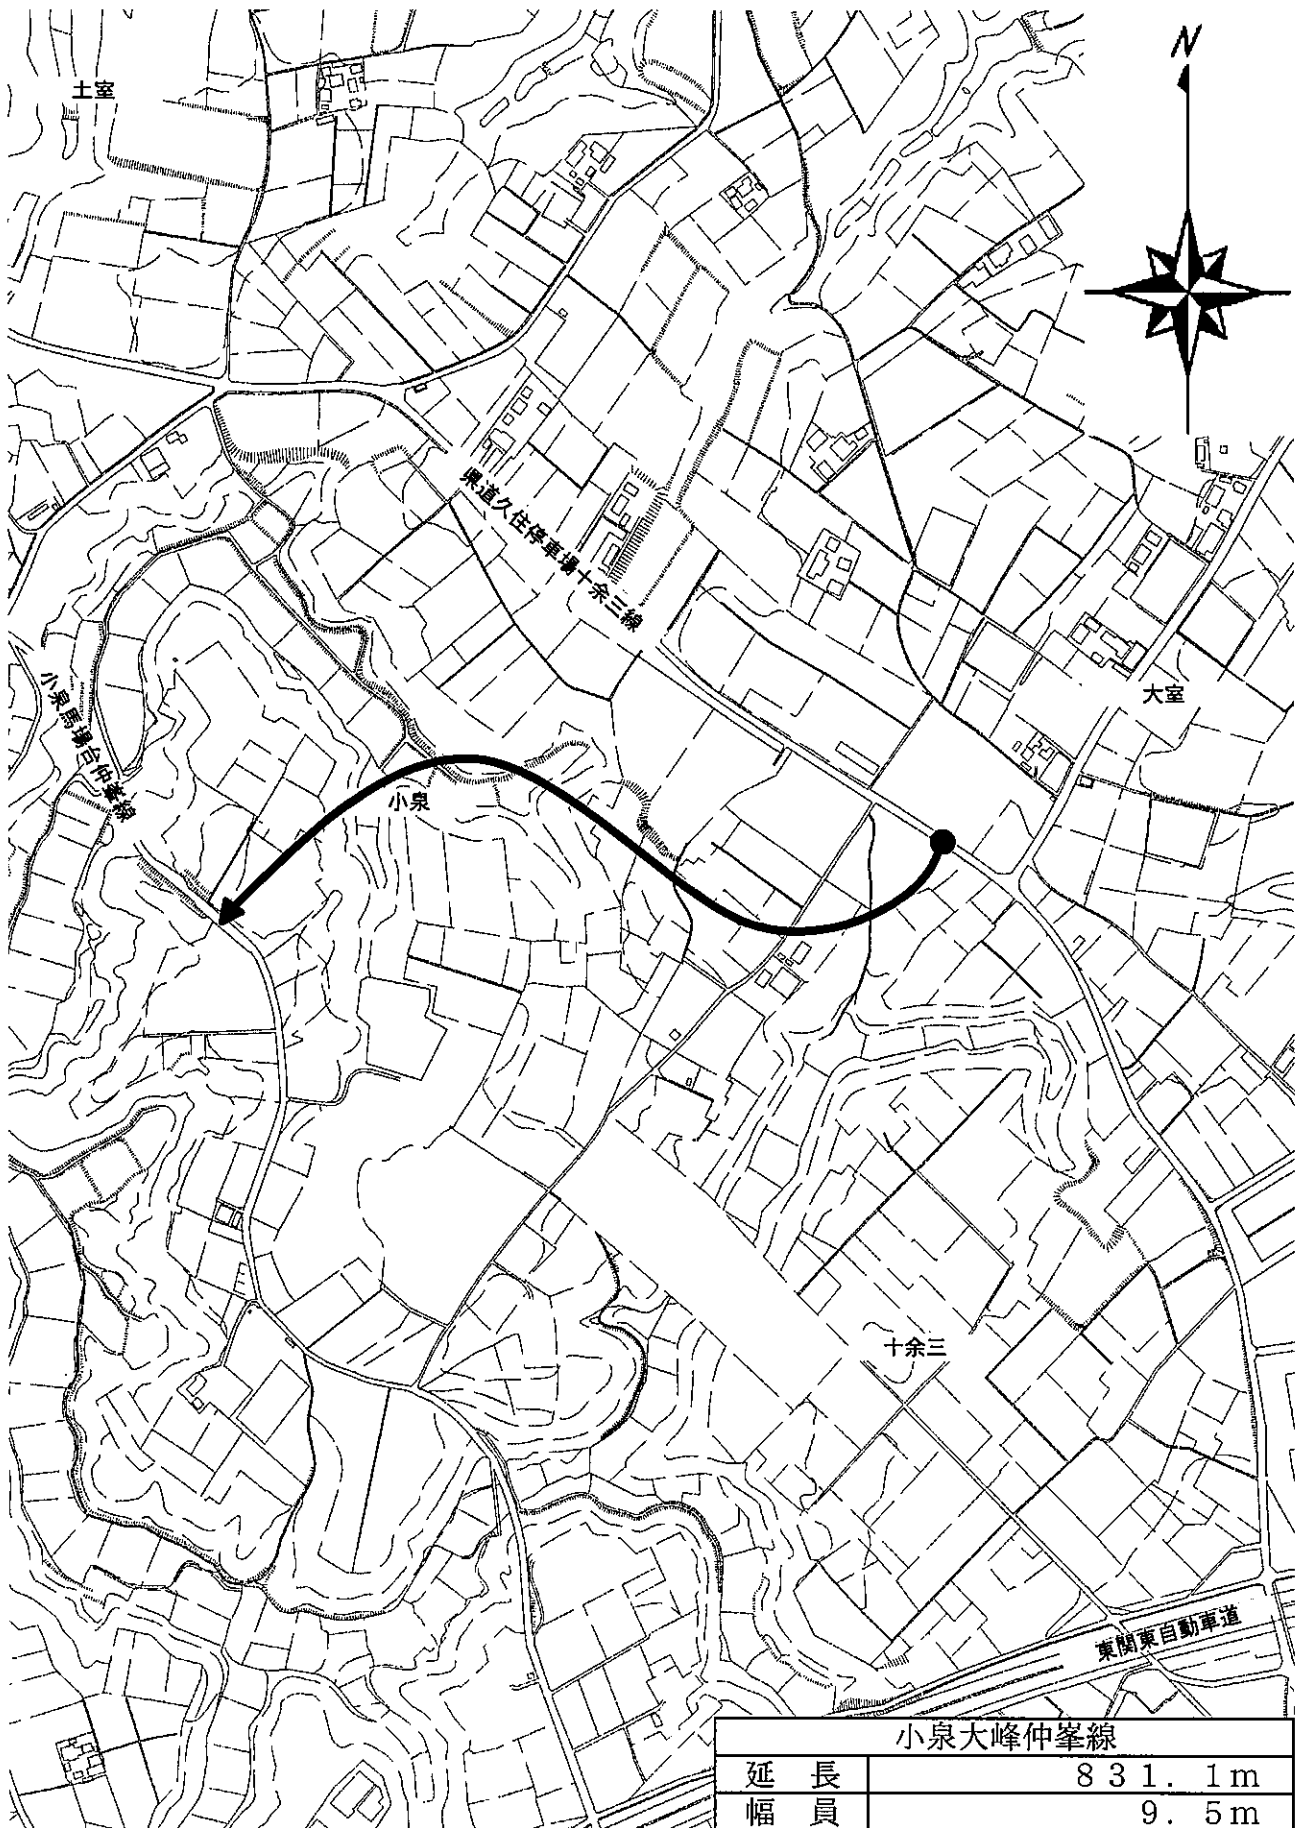 N
土室
県道久住停車場十余三線
小泉馬場台仲峯線
大室
小泉
十余三
東関東自動車道
小泉大峰仲峯線
延長 831.1m
幅員 9.5m